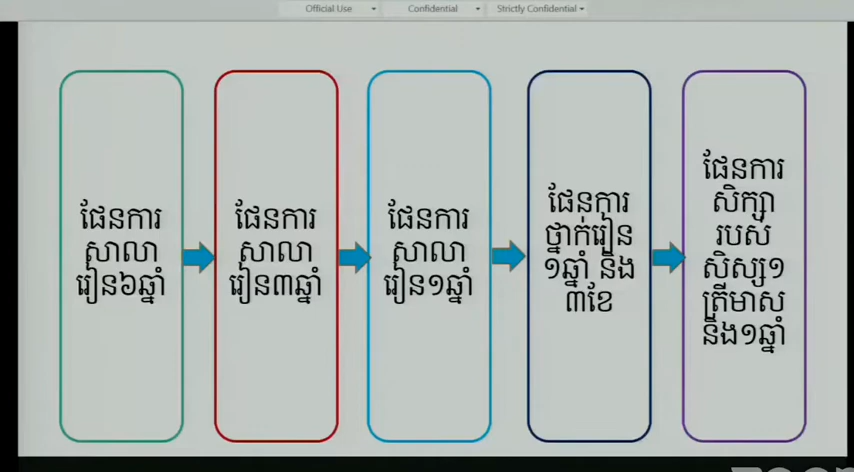 Official Use
Confidential
Strictly Confidential
ផែនការ
សាលា
រៀន៦ឆ្នាំ
ផែនការ
សាលា
រៀន៣ឆ្នាំ
ផែនការ
សាលា
រៀន១ឆ្នាំ
ផែនការ
ថ្នាក់រៀន
១ឆ្នាំ និង
៣ខែ
ផែនការ
សិក្សា
របស់
សិស្ស១
ត្រីមាស
និង១ឆ្នាំ